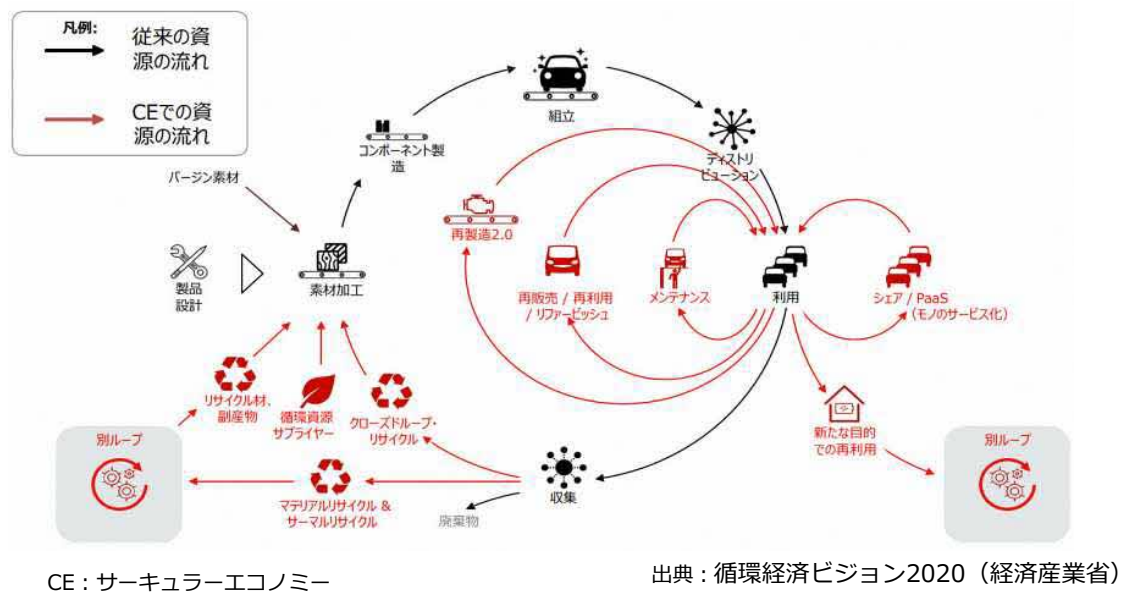 凡例:
従来の資
源の流れ
CEでの資
源の流れ
組立
コンポーネント製
造
ディストリ
ビューション
バージン素材
再製造2.0
製品
設計
素材加工
再販売 / 再利用
/ リファービッシュ
メンテナンス
利用
シェア / PaaS
(モノのサービス化)
リサイクル材、
副産物
循環資源
サプライヤー
クローズドループ・
リサイクル
新たな目的
での再利用
別ループ
別ループ
マテリアルリサイクル &
サーマルリサイクル
収集
廃棄物
CE:サーキュラーエコノミー
出典:循環経済ビジョン2020(経済産業省)